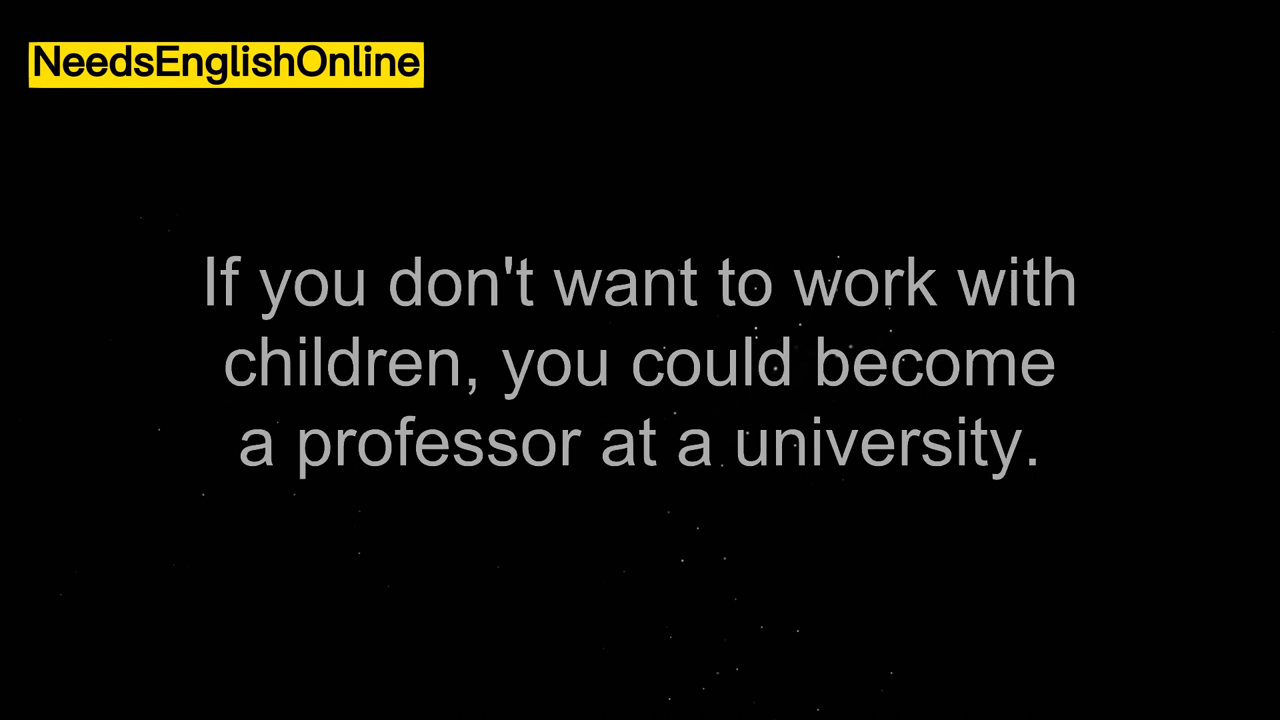 NeedsEnglishOnline
If you don't want to work with
children, you could become
a professor at a university.